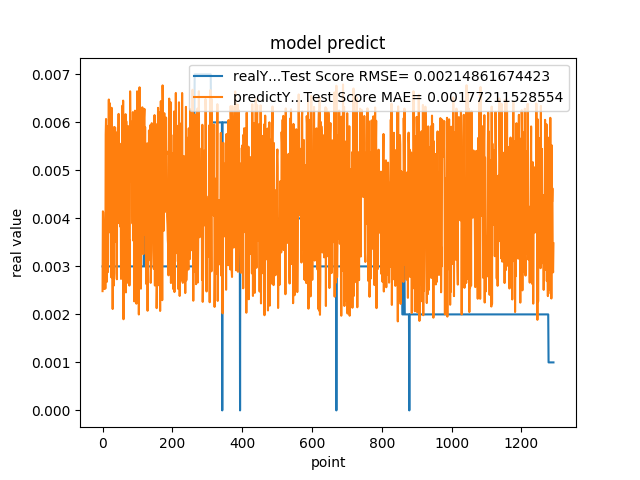 model predict
realY...Test Score RMSE= 0.00214861674423
predictY...Test Score MAE= 0.00177211528554
0.007
0.006
0.005
0.004
0.003
0.002
0.001
0.000
real value
0 200 400 600 800 1000 1200
point